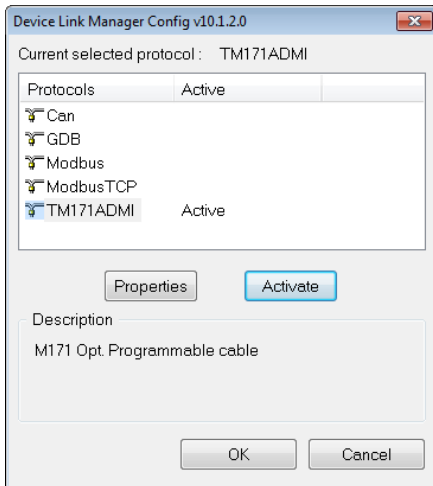 Device Link Manager Config v10.1.2.0
Current selected protocol : TM171ADMI
Protocols Active
Can
GDB
Modbus
ModbusTCP
TM171ADMI Active
Properties Activate
Description
M171 Opt. Programmable cable
OK Cancel